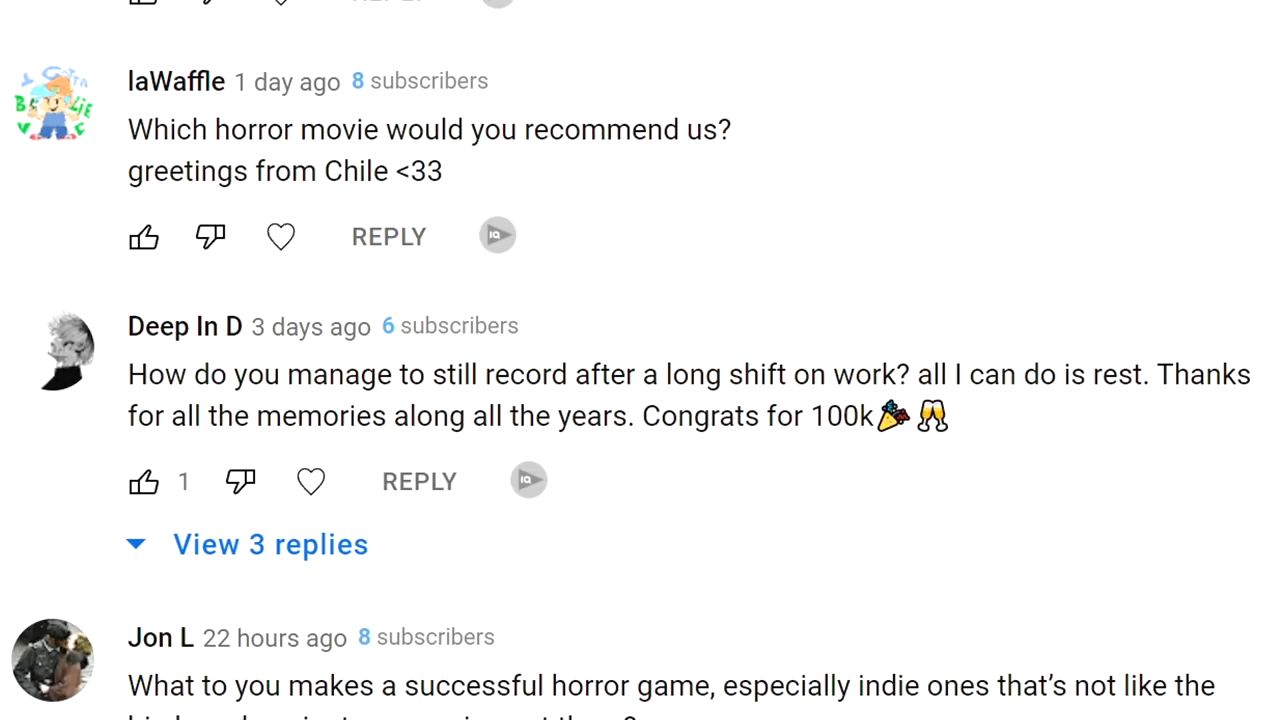 REPLY
laWaffle 1 day ago 8 subscribers
Which horror movie would you recommend us?
greetings from Chile <33
REPLY
IQ
Deep In D 3 days ago 6 subscribers
How do you manage to still record after a long shift on work? all I can do is rest. Thanks
for all the memories along all the years. Congrats for 100k🎉🥂
1
REPLY
IQ
View 3 replies
Jon L 22 hours ago 8 subscribers
What to you makes a successful horror game, especially indie ones that's not like the